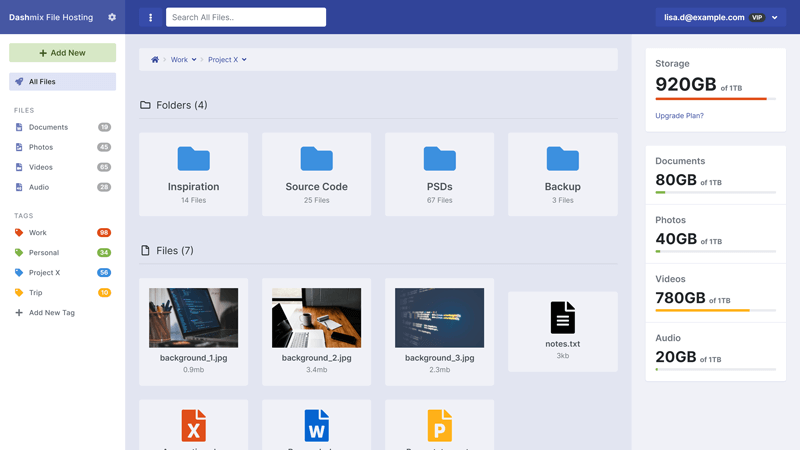 Dashmix File Hosting
Search All Files..
lisa.d@example.com VIP
Add New
All Files
FILES
Documents 19
Photos 45
Videos 65
Audio 28
TAGS
Work 98
Personal 34
Project X 56
Trip 10
Add New Tag
Work
Project X
Folders (4)
Inspiration
14 Files
Source Code
25 Files
PSDs
67 Files
Backup
3 Files
Files (7)
background_1.jpg
0.9mb
background_2.jpg
3.4mb
background_3.jpg
2.3mb
notes.txt
3kb
X
W
P
Storage
920GB of 1TB
Upgrade Plan?
Documents
80GB of 1TB
Photos
40GB of 1TB
Videos
780GB of 1TB
Audio
20GB of 1TB